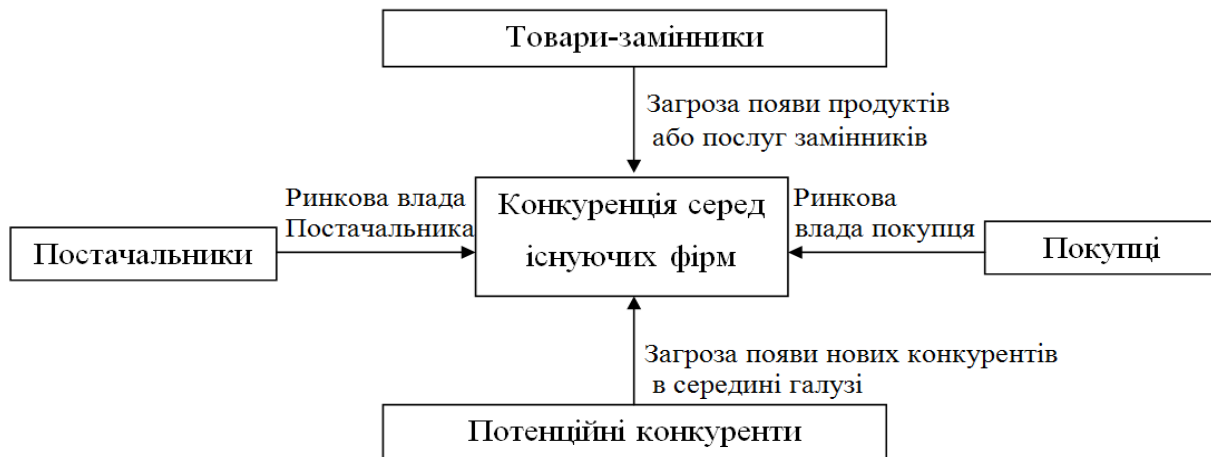 Товари-замінники
Загроза появи продуктів
або послуг замінників
Ринкова влада
Постачальника
Конкуренція серед
існуючих фірм
Ринкова
влада покупця
Постачальники
Покупці
Загроза появи нових конкурентів
в середині галузі
Потенційні конкуренти